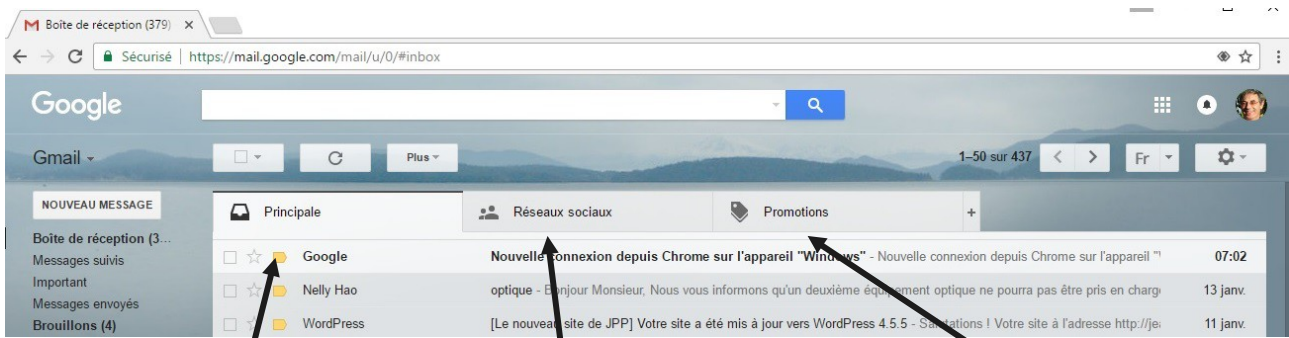 Boîte de réception (379)
Sécurisé https://mail.google.com/mail/u/0/#inbox
Google
Gmail Plus 1–50 sur 437 Fr
NOUVEAU MESSAGE Principale Réseaux sociaux Promotions +
Boîte de réception (3...
Messages suivis
Important
Messages envoyés
Brouillons (4)
Google Nouvelle connexion depuis Chrome sur l'appareil "Windows" - Nouvelle connexion depuis Chrome sur l'appareil "\ 07:02
Nelly Hao optique - Bonjour Monsieur, Nous vous informons qu'un deuxième équipement optique ne pourra pas être pris en charg 13 janv.
WordPress [Le nouveau site de JPP] Votre site a été mis à jour vers WordPress 4.5.5 - Salutations ! Votre site à l'adresse http://je 11 janv.